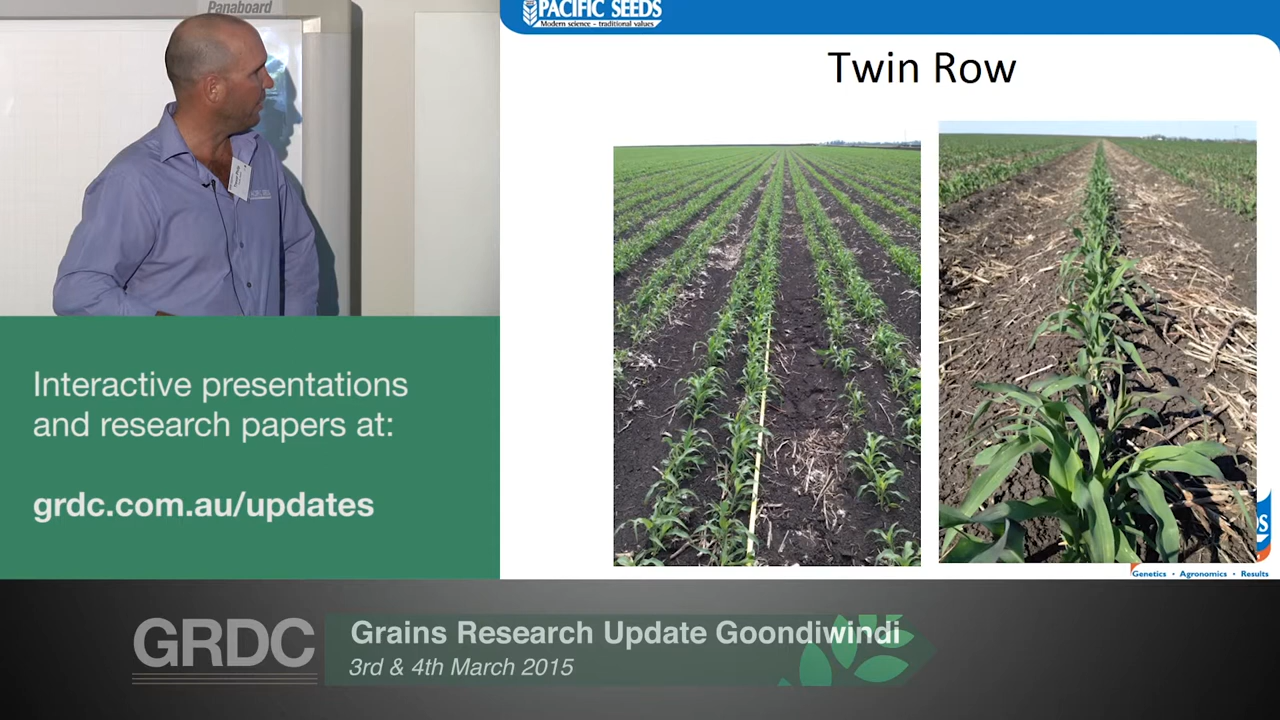 Panaboard
PACIFIC SEEDS
Modern science - traditional values
Twin Row
Interactive presentations
and research papers at:
grdc.com.au/updates
DS
Genetics • Agronomics • Results
GRDC
Grains Research Update Goondiwindi
3rd & 4th March 2015